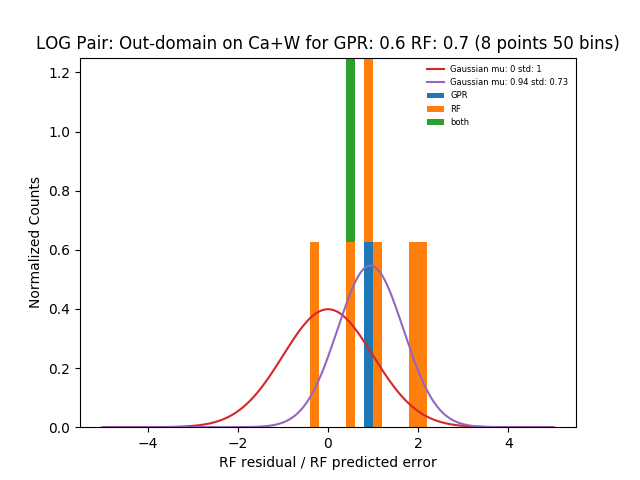 LOG Pair: Out-domain on Ca+W for GPR: 0.6 RF: 0.7 (8 points 50 bins)
Gaussian mu: 0 std: 1
Gaussian mu: 0.94 std: 0.73
GPR
RF
both
Normalized Counts
1.2
1.0
0.8
0.6
0.4
0.2
0.0
−4 −2 0 2 4
RF residual / RF predicted error